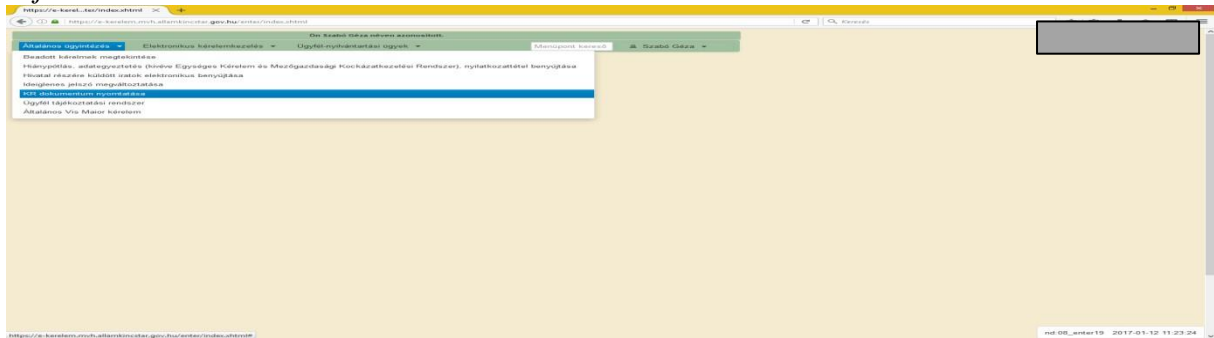 https://e-kerel...ter/index.xhtml
https://e-kerelem.mvh.allamkincstar.gov.hu/enter/index.xhtml
Keresés
Ön Szabó Géza néven azonosított.
Általános ügyintézés
Elektronikus kérelemkezelés
Ügyfél-nyilvántartási ügyek
Menüpont kereső
Szabó Géza
Beadott kérelmek megtekintése
Hiánypótlás, adategyeztetés (kivéve Egységes Kérelem és Mezőgazdasági Kockázatkezelési Rendszer), nyilatkozattétel benyújtása
Hivatal részére küldött iratok elektronikus benyújtása
Ideiglenes jelszó megváltoztatása
KR dokumentum nyomtatása
Ügyfél tájékoztatási rendszer
Általános Vis Maior kérelem
https://e-kerelem.mvh.allamkincstar.gov.hu/enter/index.xhtml#
nd:08_enter19 2017-01-12 11:23:24